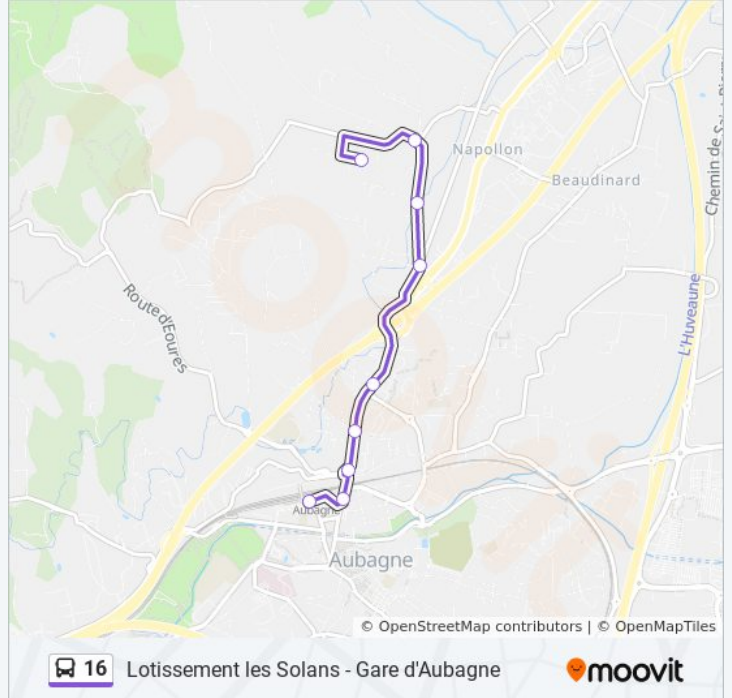 Napollon
Beaudinard
Chemin de
Route d'Eoures
L'Huveaune
Aubagne
Aubagne
© OpenStreetMap contributors | © OpenMapTiles
16 Lotissement les Solans - Gare d'Aubagne
moovit